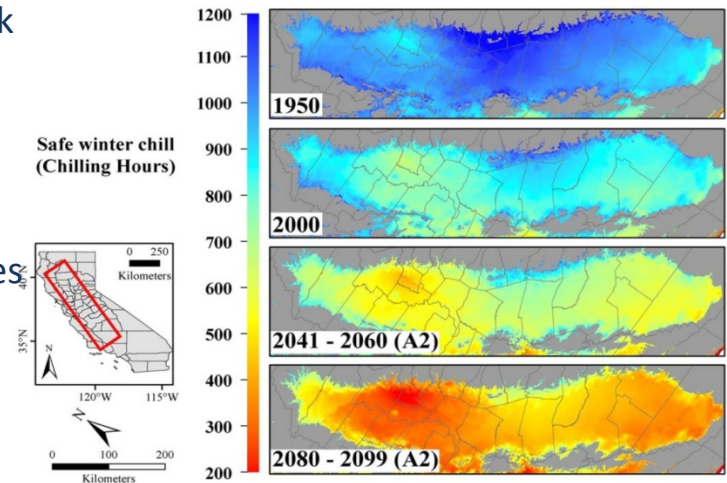 k
es
Safe winter chill
(Chilling Hours)
1200
1100
1000
900
800
700
600
500
400
300
200
1950
2000
2041 - 2060 (A2)
2080 - 2099 (A2)
0 250
Kilometers
40°N
35°N
N
120°W 115°W
N
0 100 200
Kilometers